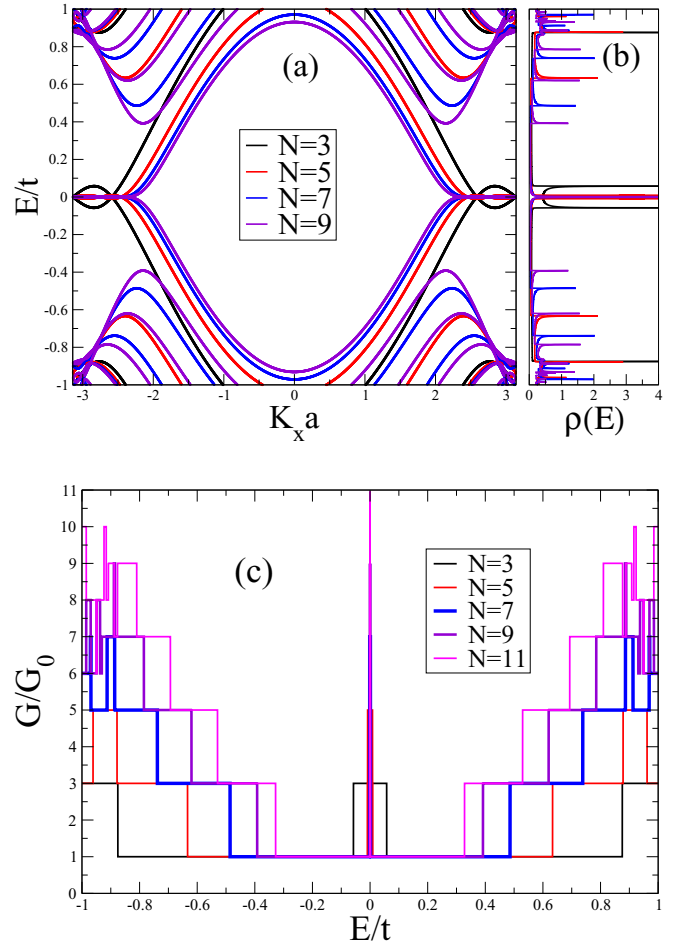 (a)
(b)
1
0.8
0.6
0.4
0.2
0
-0.2
-0.4
-0.6
-0.8
-1
E/t
N=3
N=5
N=7
N=9
-3 -2 -1 0 1 2 3
0 1 2 3 4
K_x a
ρ(E)
(c)
11
10
9
8
7
6
5
4
3
2
1
0
G/G_0
N=3
N=5
N=7
N=9
N=11
-1 -0.8 -0.6 -0.4 -0.2 0 0.2 0.4 0.6 0.8 1
E/t